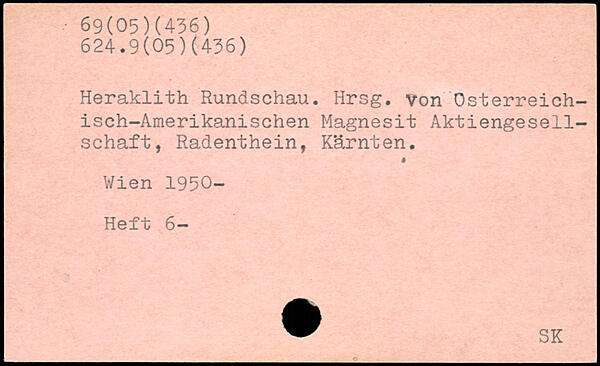 69(05)(436)
624.9(05)(436)
Heraklith Rundschau. Hrsg. von Österreich-
isch-Amerikanischen Magnesit Aktiengesell-
schaft, Radenthein, Kärnten.
Wien 1950-
Heft 6-
SK